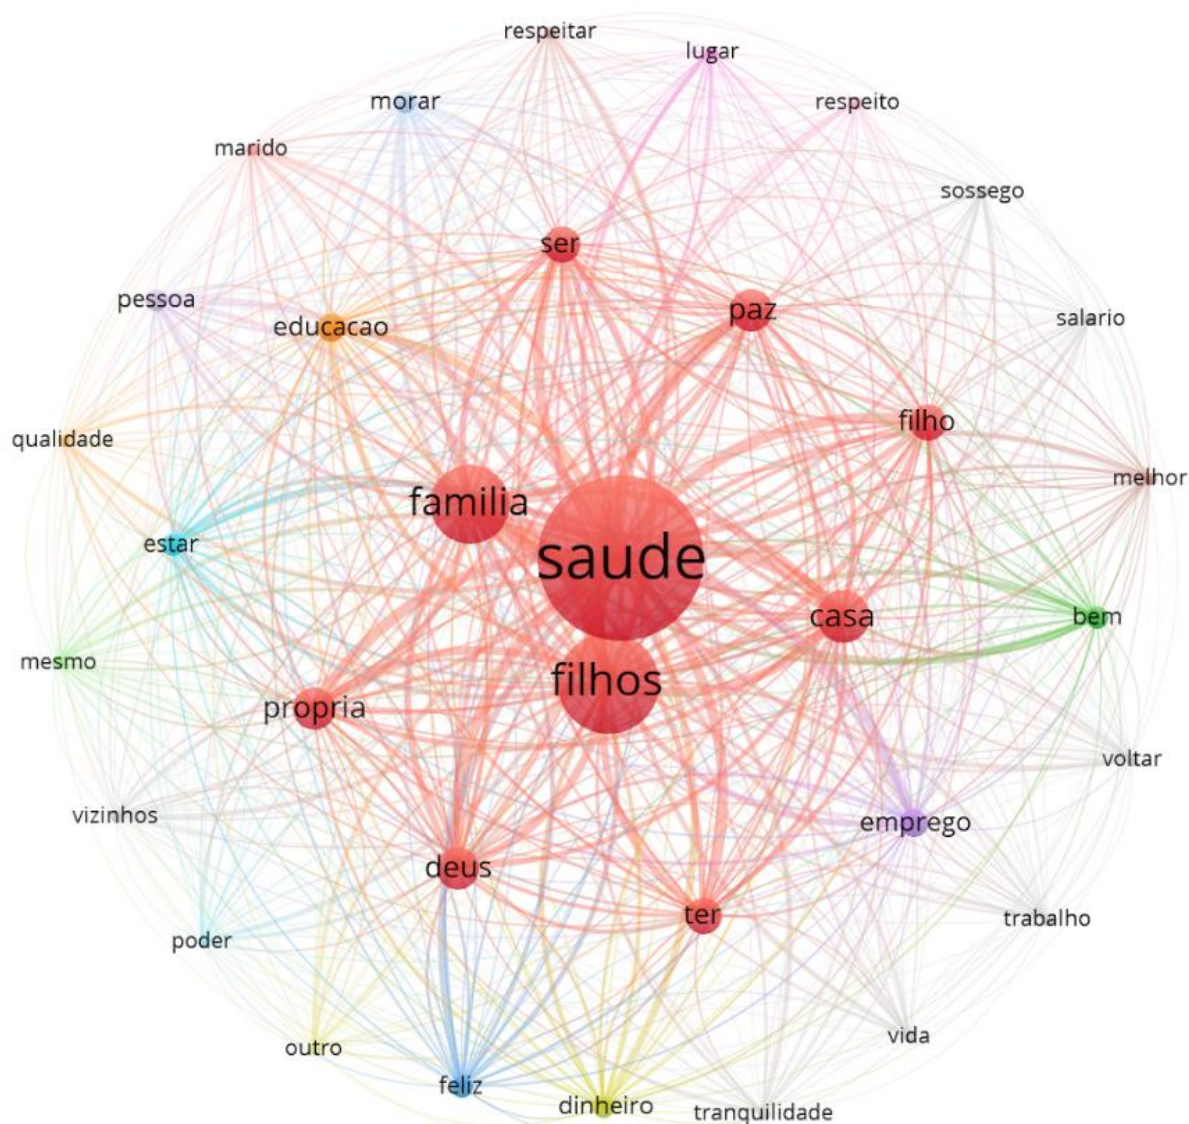 respeitar
lugar
morar
respeito
marido
sossego
ser
pessoa
paz
salario
educacao
filho
qualidade
melhor
familia
estar
saude
casa
bem
mesmo
filhos
propria
voltar
vizinhos
emprego
deus
ter
trabalho
poder
vida
outro
feliz
dinheiro
tranquilidade